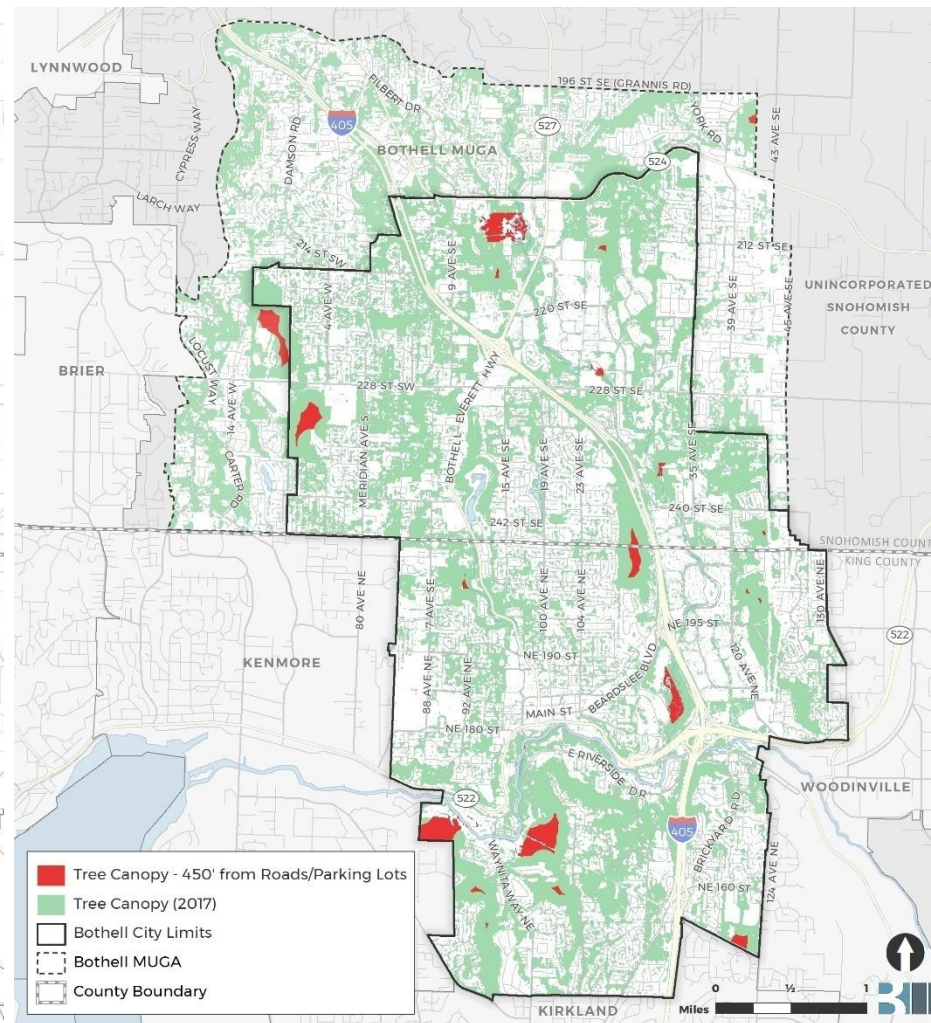 LYNNWOOD
CYPRESS WAY
LARCH WAY
DAMSON RD
FILBERT DR
405
BOTHELL MUGA
196 ST SE (GRANNIS RD)
527
YORK RD
524
43 AVE SE
214 ST SW
4 AVE W
9 AVE SE
212 ST SE
39 AVE SE
45 AVE SE
UNINCORPORATED
SNOHOMISH
COUNTY
220 ST SE
BRIER
LOCUST WAY
14 AVE W
CARTER RD
228 ST SW
228 ST SE
MERIDIAN AVE S
BOTHELL - EVERETT HWY
15 AVE SE
19 AVE SE
23 AVE SE
35 AVE SE
242 ST SE
240 ST SE
SNOHOMISH COUNT
KING COUNTY
80 AVE NE
7 AVE SE
88 AVE NE
92 AVE NE
100 AVE NE
104 AVE NE
NE 195 ST
120 AVE NE
130 AVE NE
522
KENMORE
NE 190 ST
BEARDSLEE BLVD
MAIN ST
NE 180 ST
E RIVERSIDE DR
WOODINVILLE
522
405
WAYNITA WAY NE
BRICKYARD RD
NE 160 ST
124 AVE NE
KIRKLAND
Tree Canopy - 450' from Roads/Parking Lots
Tree Canopy (2017)
Bothell City Limits
Bothell MUGA
County Boundary
0 ½ 1
Miles
B